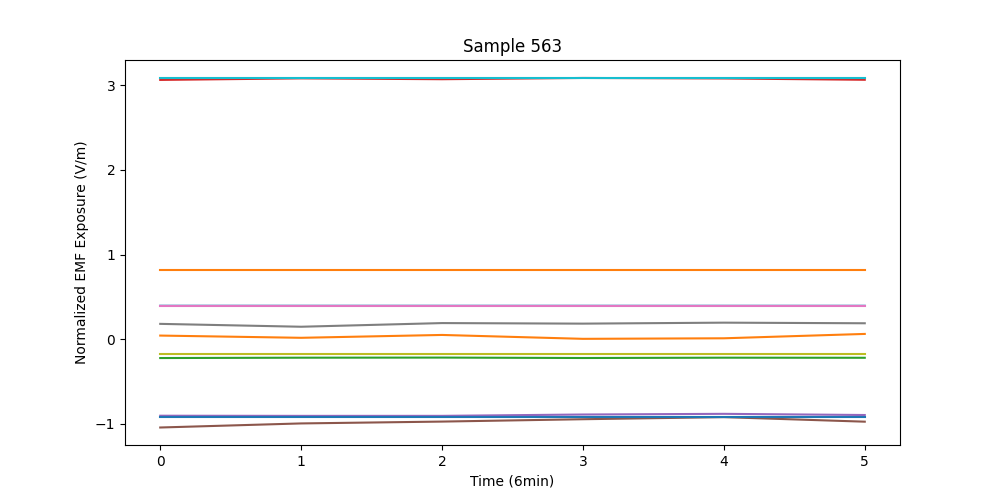 Sample 563
Normalized EMF Exposure (V/m)
3
2
1
0
−1
0 1 2 3 4 5
Time (6min)